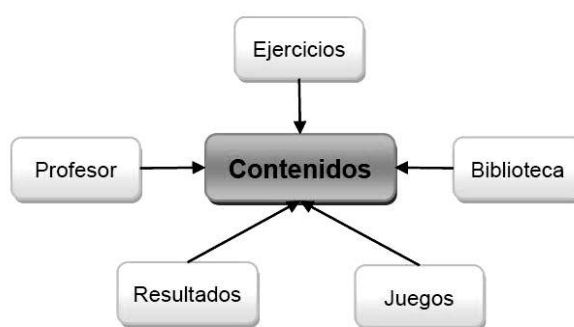 Ejercicios
Profesor
Contenidos
Biblioteca
Resultados
Juegos